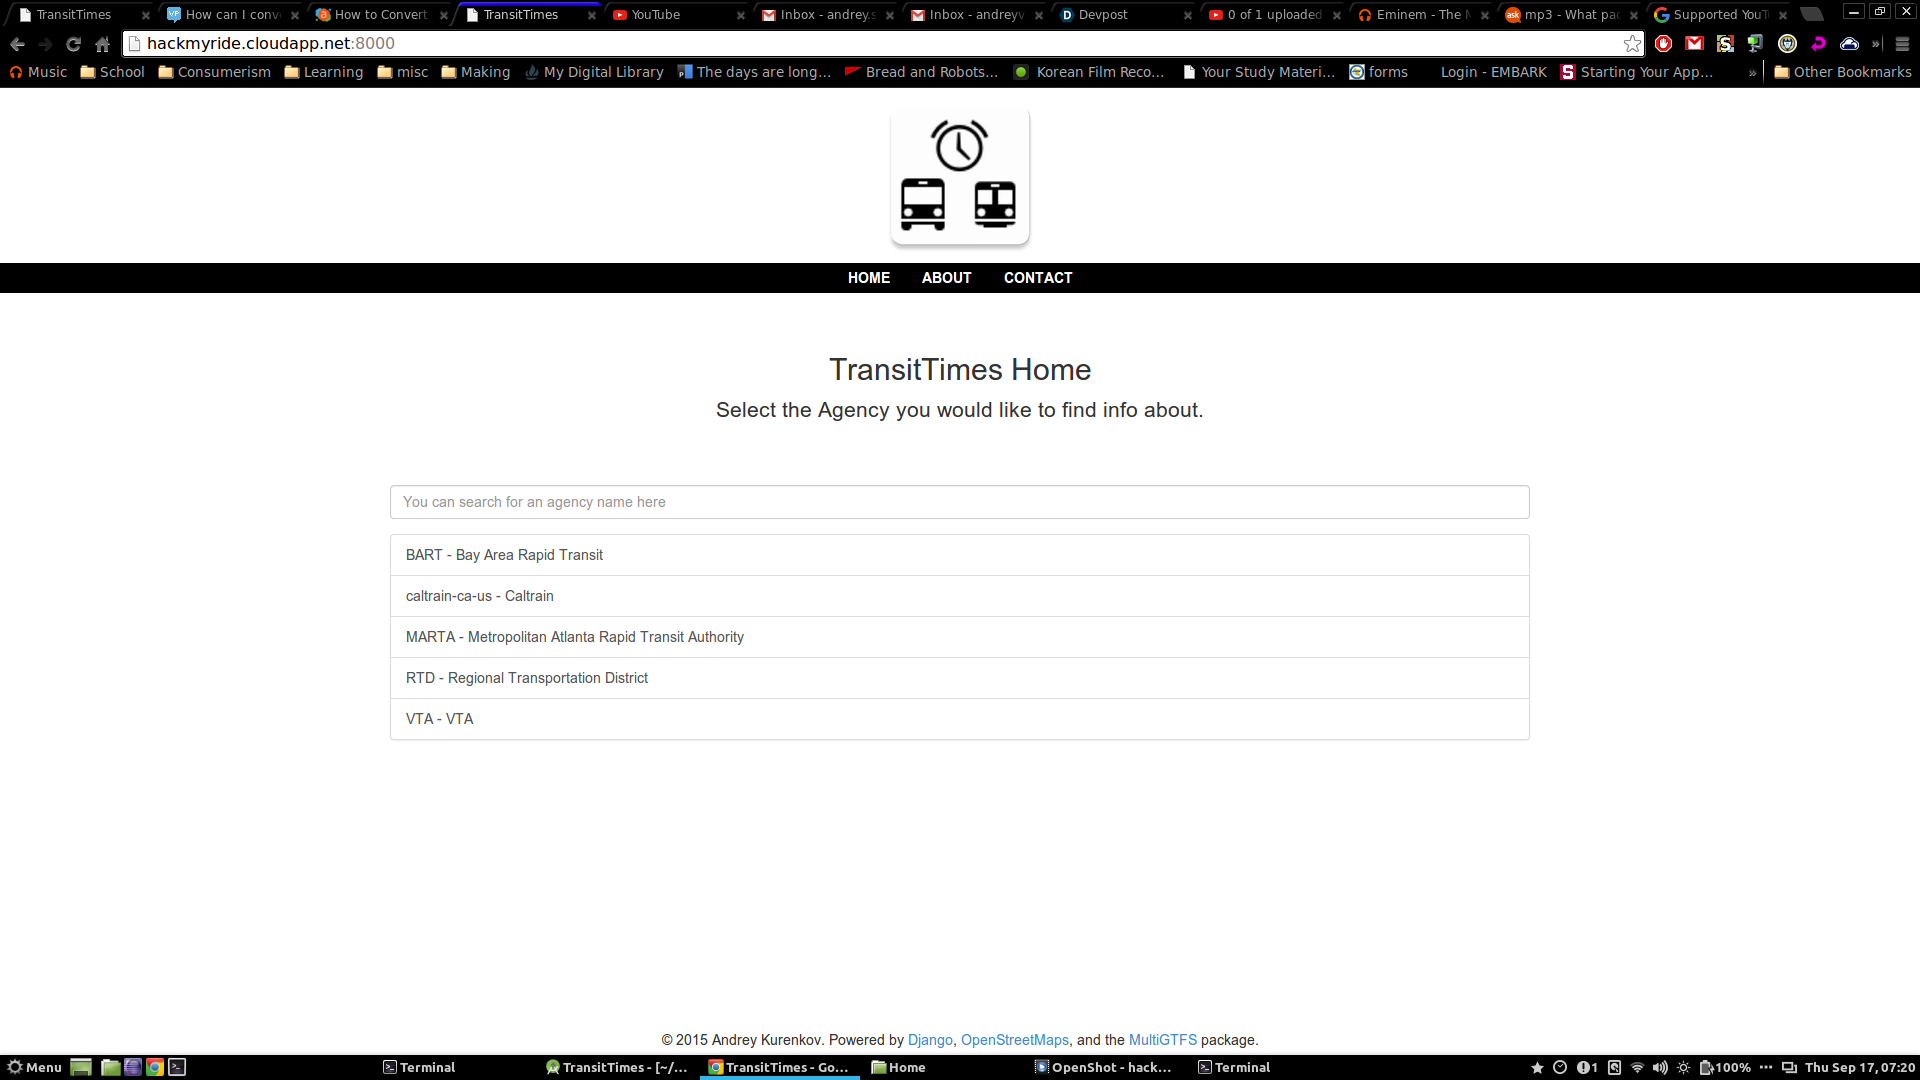 TransitTimes
How can I conv
How to Convert
TransitTimes
YouTube
Inbox - andrey.s
Inbox - andreyv
Devpost
0 of 1 uploaded
Eminem - The M
mp3 - What pac
Supported YouT
hackmyride.cloudapp.net:8000
Music School Consumerism Learning misc Making My Digital Library The days are long... Bread and Robots... Korean Film Reco... Your Study Materi... forms Login - EMBARK Starting Your App... » Other Bookmarks
HOME ABOUT CONTACT
TransitTimes Home
Select the Agency you would like to find info about.
You can search for an agency name here
BART - Bay Area Rapid Transit
caltrain-ca-us - Caltrain
MARTA - Metropolitan Atlanta Rapid Transit Authority
RTD - Regional Transportation District
VTA - VTA
© 2015 Andrey Kurenkov. Powered by Django, OpenStreetMaps, and the MultiGTFS package.
Menu Terminal TransitTimes - [~/... TransitTimes - Go... Home OpenShot - hack... Terminal 1 100% Thu Sep 17, 07:20